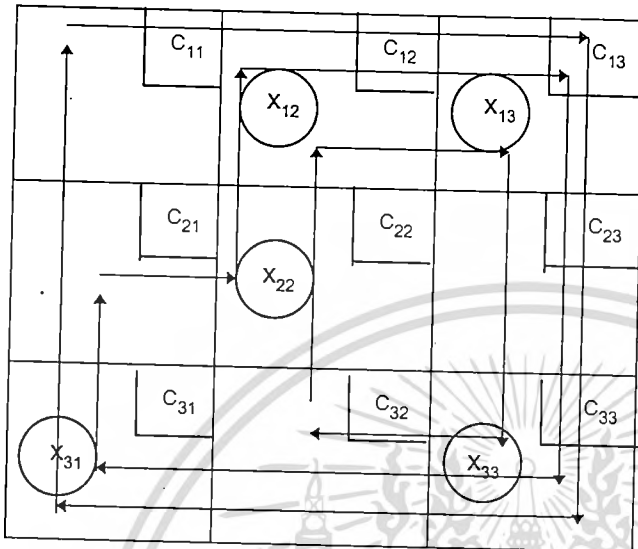 C₁₁ C₁₂ C₁₃
X₁₂ X₁₃
C₂₁ C₂₂ C₂₃
X₂₂
C₃₁ C₃₂ C₃₃
X₃₁ X₃₃